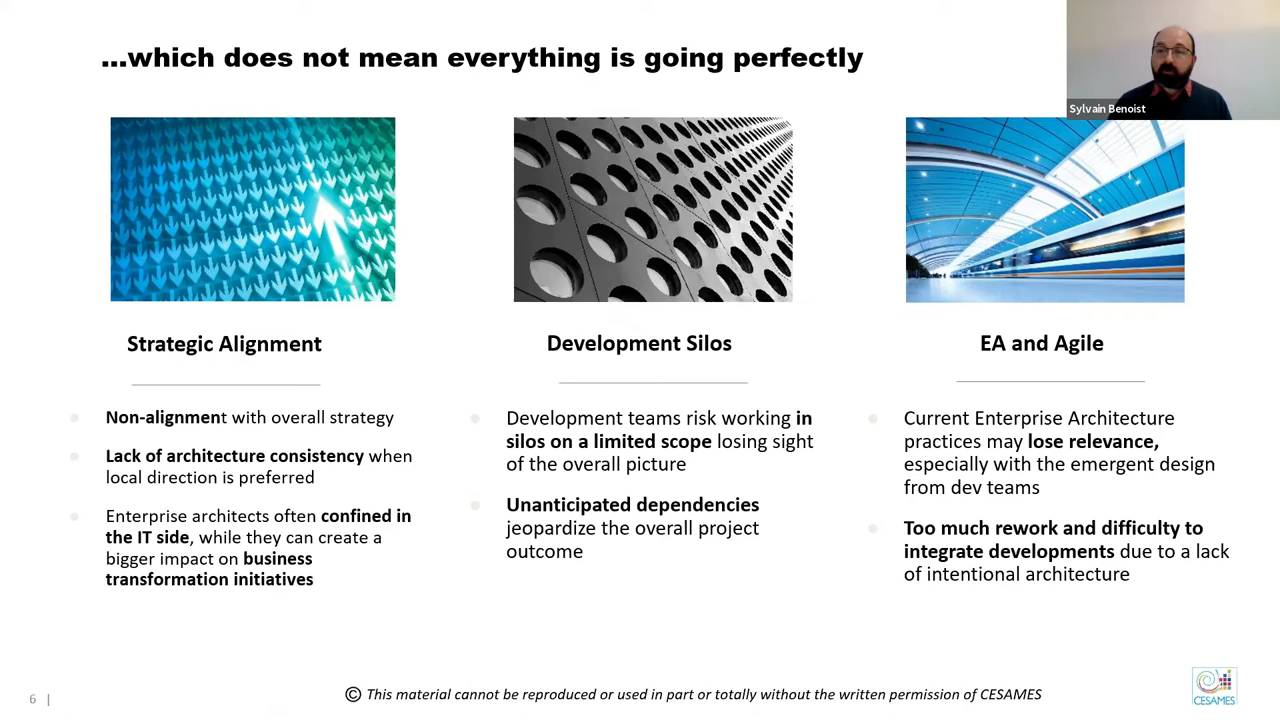 ...which does not mean everything is going perfectly
Sylvain Benoist
Strategic Alignment
Non-alignment with overall strategy
Lack of architecture consistency when
local direction is preferred
Enterprise architects often confined in
the IT side, while they can create a
bigger impact on business
transformation initiatives
Development Silos
Development teams risk working in
silos on a limited scope losing sight
of the overall picture
Unanticipated dependencies
jeopardize the overall project
outcome
EA and Agile
Current Enterprise Architecture
practices may lose relevance,
especially with the emergent design
from dev teams
Too much rework and difficulty to
integrate developments due to a lack
of intentional architecture
6 |
© This material cannot be reproduced or used in part or totally without the written permission of CESAMES
CESAMES